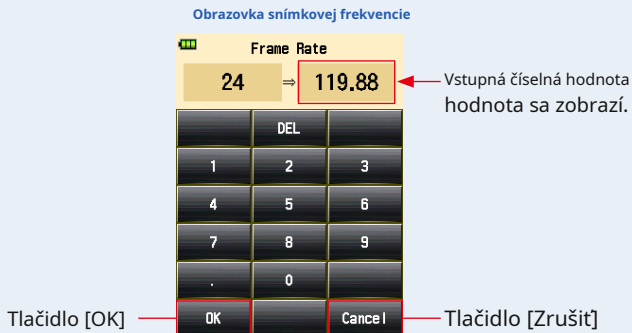 Obrazovka snímkovej frekvencie
Frame Rate
24 ⇒ 119.88
Vstupná číselná hodnota
hodnota sa zobrazí.
DEL
1 2 3
4 5 6
7 8 9
. 0
Tlačidlo [OK]
OK Cancel
Tlačidlo [Zrušiť]